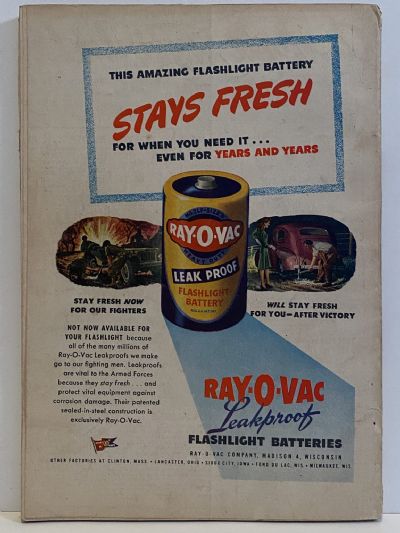 THIS AMAZING FLASHLIGHT BATTERY
STAYS FRESH
FOR WHEN YOU NEED IT...
EVEN FOR YEARS AND YEARS
RAY-O-VAC
HEAVY DUTY
LEAK PROOF
FLASHLIGHT
BATTERY
STAY FRESH NOW
FOR OUR FIGHTERS
WILL STAY FRESH
FOR YOU—AFTER VICTORY
NOT NOW AVAILABLE FOR
YOUR FLASHLIGHT because
all of the many millions of
Ray-O-Vac Leakproofs we make
go to our fighting men. Leakproofs
are vital to the Armed Forces
because they stay fresh . . . and
protect vital equipment against
corrosion damage. Their patented
sealed-in-steel construction is
exclusively Ray-O-Vac.
RAY-O-VAC
Leakproof
FLASHLIGHT BATTERIES
RAY-O-VAC COMPANY, MADISON 4, WISCONSIN
OTHER FACTORIES AT CLINTON, MASS. • LANCASTER, OHIO • SIOUX CITY, IOWA • FOND DU LAC, WIS. • MILWAUKEE, WIS.